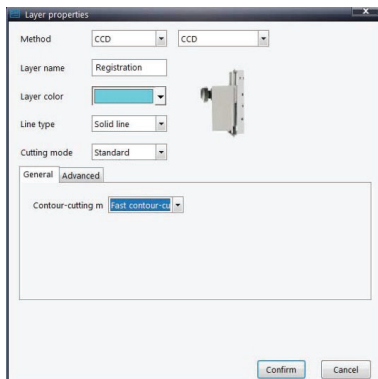 Layer properties
Method CCD CCD
Layer name Registration
Layer color
Line type Solid line
Cutting mode Standard
General Advanced
Contour-cutting m Fast contour-cu
Confirm Cancel